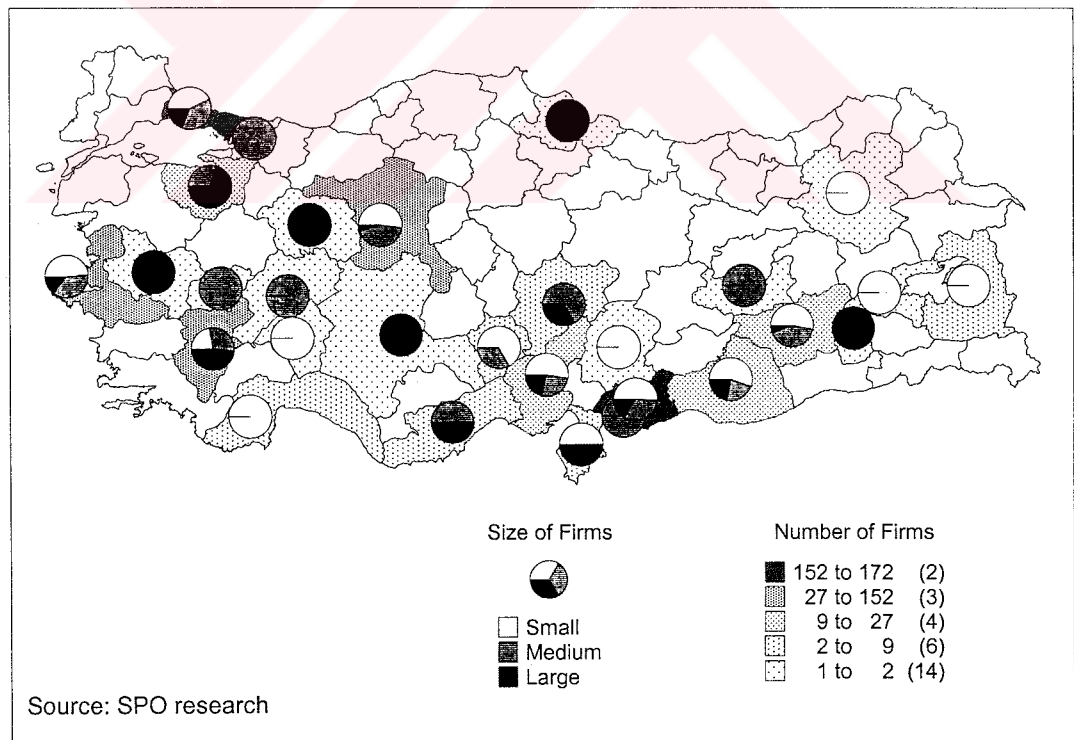 Size of Firms
Small
Medium
Large
Number of Firms
152 to 172 (2)
27 to 152 (3)
9 to 27 (4)
2 to 9 (6)
1 to 2 (14)
Source: SPO research